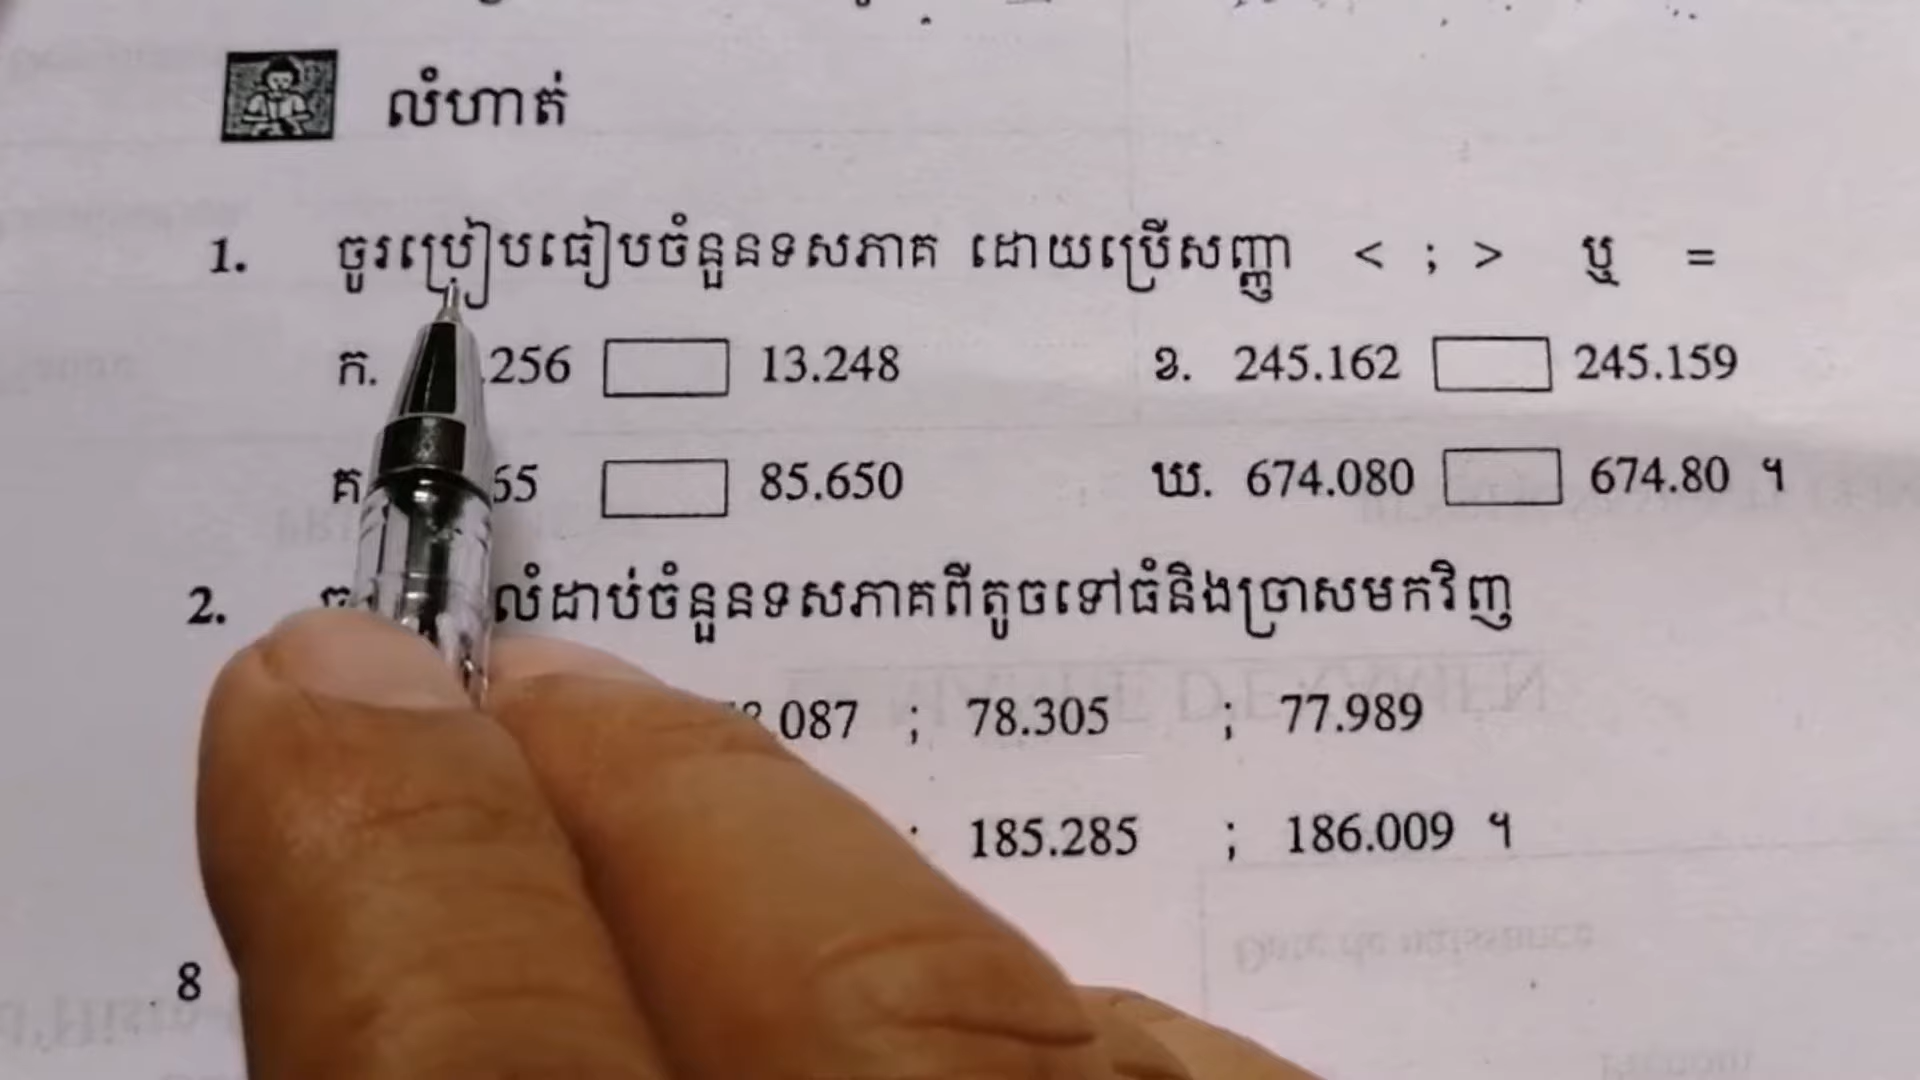 លំហាត់
1. ចូរប្រៀបធៀបចំនួនទសភាគ ដោយប្រើសញ្ញា < ; > ឬ =
ក. .256 13.248 ខ. 245.162 245.159
គ 65 85.650 ឃ. 674.080 674.80 ។
2. លំដាប់ចំនួនទសភាគពីតូចទៅធំនិងច្រាសមកវិញ
.087 ; 78.305 ; 77.989
; 185.285 ; 186.009 ។
8